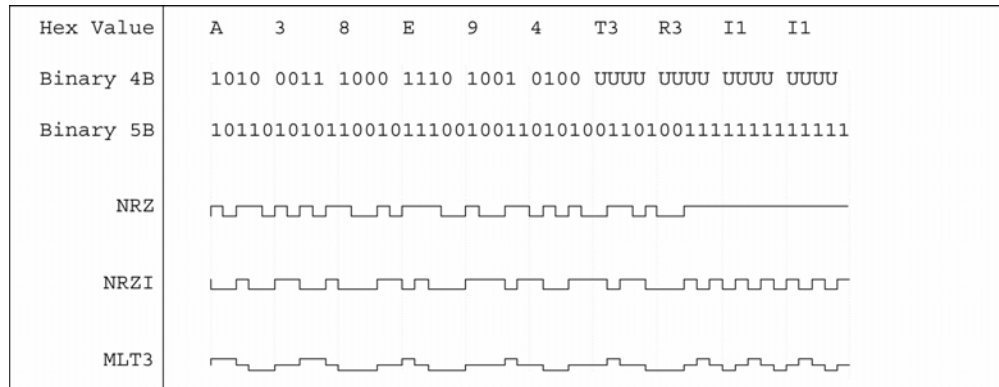 Hex Value A 3 8 E 9 4 T3 R3 I1 I1
Binary 4B 1010 0011 1000 1110 1001 0100 UUUU UUUU UUUU UUUU
Binary 5B 10110101011001011100100110101001101001111111111111
NRZ
NRZI
MLT3